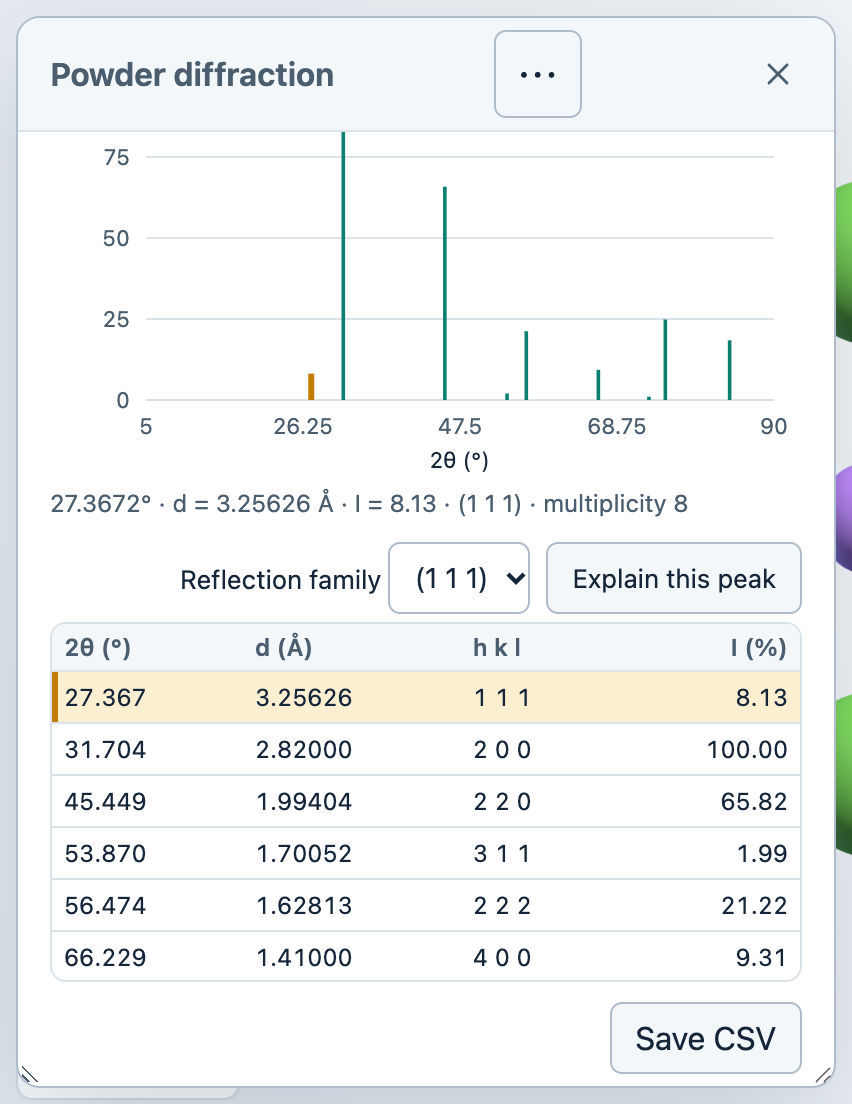 Powder diffraction
...
75
50
25
0
5 26.25 47.5 68.75 90
2θ (°)
27.3672° · d = 3.25626 Å · I = 8.13 · (1 1 1) · multiplicity 8
Reflection family (1 1 1) Explain this peak
2θ (°) d (Å) h k l I (%)
27.367 3.25626 1 1 1 8.13
31.704 2.82000 2 0 0 100.00
45.449 1.99404 2 2 0 65.82
53.870 1.70052 3 1 1 1.99
56.474 1.62813 2 2 2 21.22
66.229 1.41000 4 0 0 9.31
Save CSV